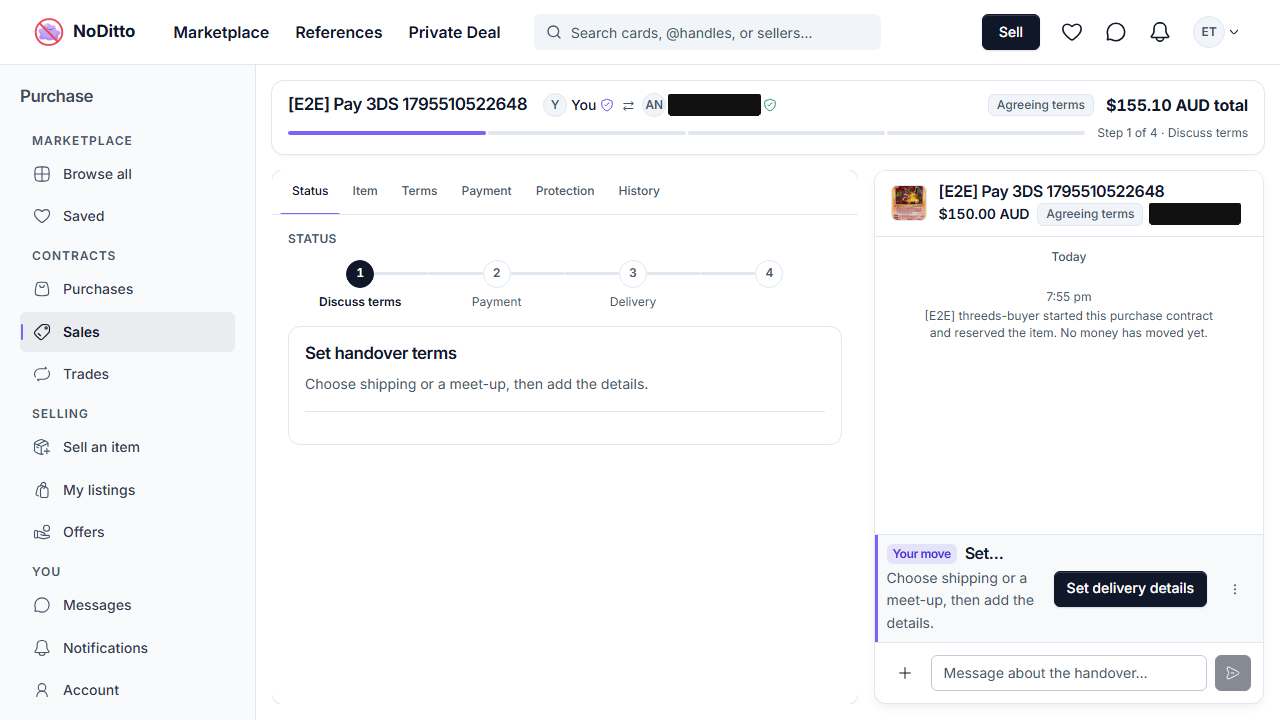 NoDitto
Marketplace
References
Private Deal
Search cards, @handles, or sellers...
Sell
ET
Purchase
MARKETPLACE
Browse all
Saved
CONTRACTS
Purchases
Sales
Trades
SELLING
Sell an item
My listings
Offers
YOU
Messages
Notifications
Account
[E2E] Pay 3DS 1795510522648
Y You
AN
Agreeing terms
$155.10 AUD total
Step 1 of 4 · Discuss terms
Status
Item
Terms
Payment
Protection
History
STATUS
1
2
3
4
Discuss terms
Payment
Delivery
Set handover terms
Choose shipping or a meet-up, then add the details.
[E2E] Pay 3DS 1795510522648
$150.00 AUD
Agreeing terms
Today
7:55 pm
[E2E] threeds-buyer started this purchase contract
and reserved the item. No money has moved yet.
Your move
Set...
Choose shipping or a
meet-up, then add the
details.
Set delivery details
Message about the handover...